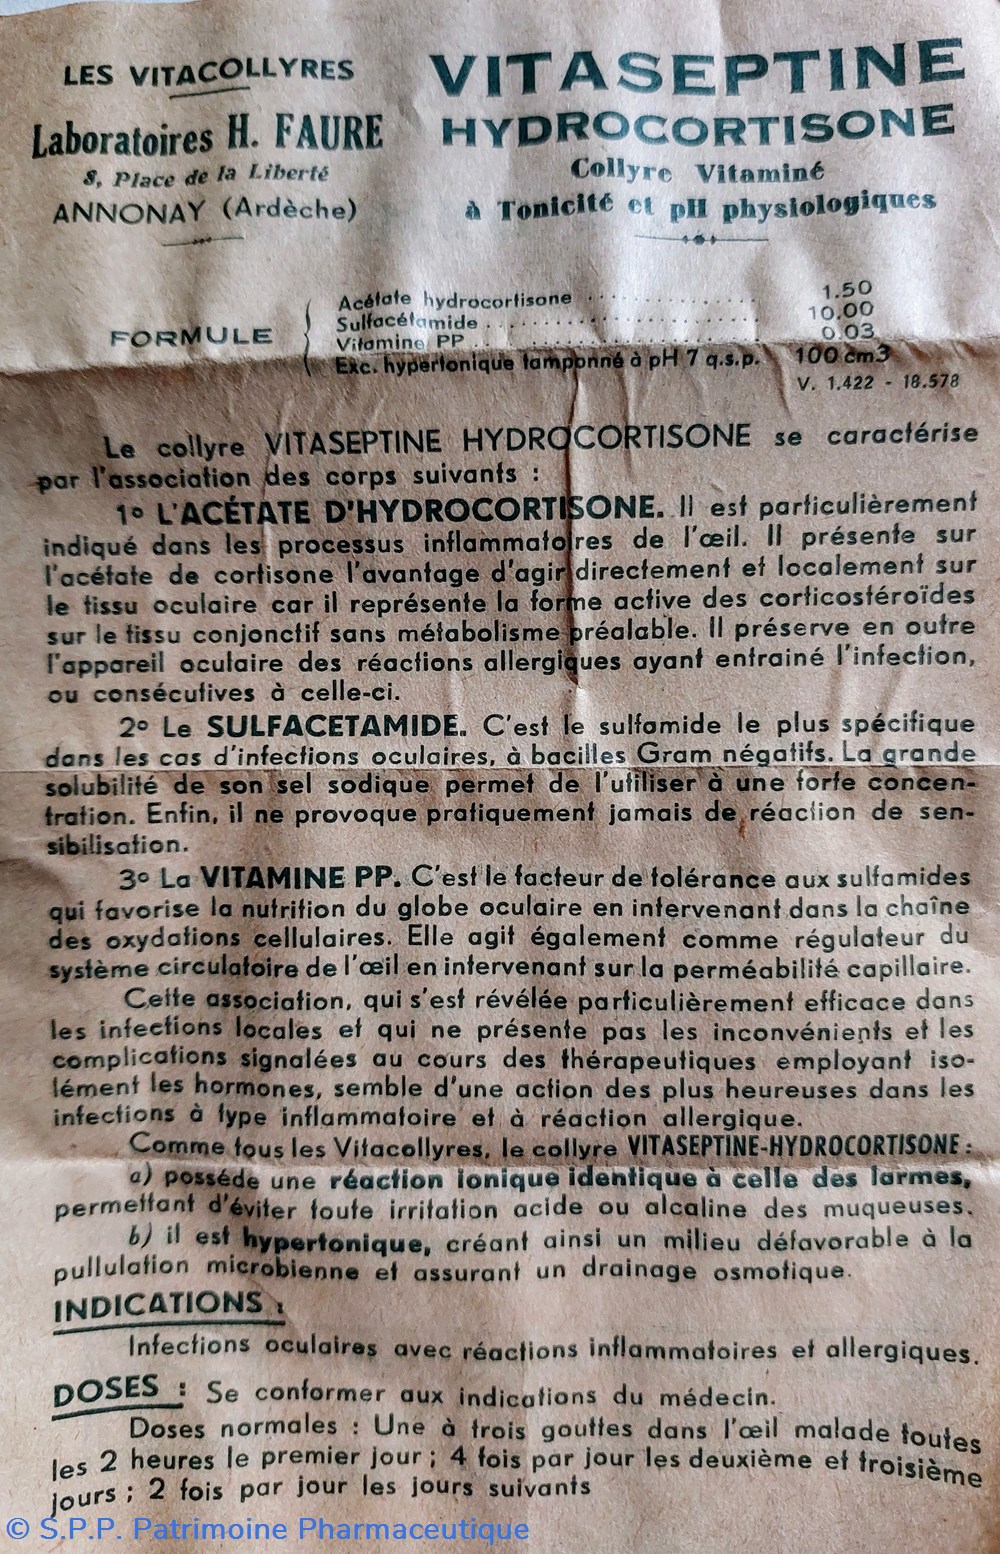 LES VITACOLLYRES
Laboratoires H. FAURE
8, Place de la Liberté
ANNONAY (Ardèche)
VITASEPTINE
HYDROCORTISONE
Collyre Vitaminé
à Tonicité et pH physiologiques
FORMULE
Acétate hydrocortisone . . . . . . . . . . . . 1.50
Sulfacétamide . . . . . . . . . . . . . . . . . . 10.00
Vitamine PP . . . . . . . . . . . . . . . . . . . 0.03
Exc. hypertonique tamponné à pH 7 q.s.p. 100 cm3
V. 1.422 - 18.578
Le collyre VITASEPTINE HYDROCORTISONE se caractérise
par l'association des corps suivants :
1° L'ACÉTATE D'HYDROCORTISONE. Il est particulièrement
indiqué dans les processus inflammatoires de l'œil. Il présente sur
l'acétate de cortisone l'avantage d'agir directement et localement sur
le tissu oculaire car il représente la forme active des corticostéroïdes
sur le tissu conjonctif sans métabolisme préalable. Il préserve en outre
l'appareil oculaire des réactions allergiques ayant entrainé l'infection,
ou consécutives à celle-ci.
2° Le SULFACETAMIDE. C'est le sulfamide le plus spécifique
dans les cas d'infections oculaires, à bacilles Gram négatifs. La grande
solubilité de son sel sodique permet de l'utiliser à une forte concen-
tration. Enfin, il ne provoque pratiquement jamais de réaction de sen-
sibilisation.
3° La VITAMINE PP. C'est le facteur de tolérance aux sulfamides
qui favorise la nutrition du globe oculaire en intervenant dans la chaîne
des oxydations cellulaires. Elle agit également comme régulateur du
système circulatoire de l'œil en intervenant sur la perméabilité capillaire.
Cette association, qui s'est révélée particulièrement efficace dans
les infections locales et qui ne présente pas les inconvénients et les
complications signalées au cours des thérapeutiques employant iso-
lément les hormones, semble d'une action des plus heureuses dans les
infections à type inflammatoire et à réaction allergique.
Comme tous les Vitacollyres, le collyre VITASEPTINE-HYDROCORTISONE :
a) posséde une réaction ionique identique à celle des larmes,
permettant d'éviter toute irritation acide ou alcaline des muqueuses.
b) il est hypertonique, créant ainsi un milieu défavorable à la
pullulation microbienne et assurant un drainage osmotique.
INDICATIONS :
Infections oculaires avec réactions inflammatoires et allergiques.
DOSES : Se conformer aux indications du médecin.
Doses normales : Une à trois gouttes dans l'œil malade toutes
les 2 heures le premier jour ; 4 fois par jour les deuxième et troisième
jours ; 2 fois par jour les jours suivants
© S.P.P. Patrimoine Pharmaceutique